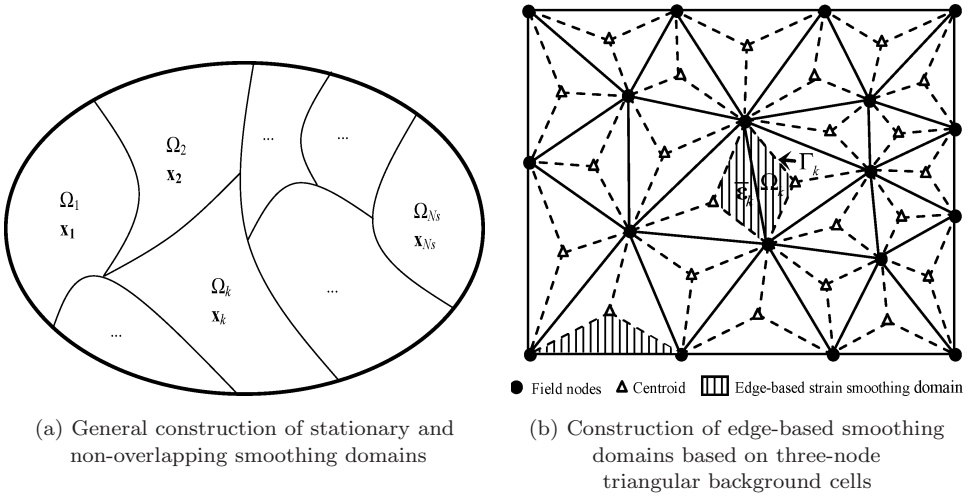 Ω1
x1
Ω2
x2
...
...
ΩNs
xNs
Ωk
xk
...
...
Γk
ε̅k
Ωk
Field nodes
Centroid
Edge-based strain smoothing domain
(a) General construction of stationary and
non-overlapping smoothing domains
(b) Construction of edge-based smoothing
domains based on three-node
triangular background cells